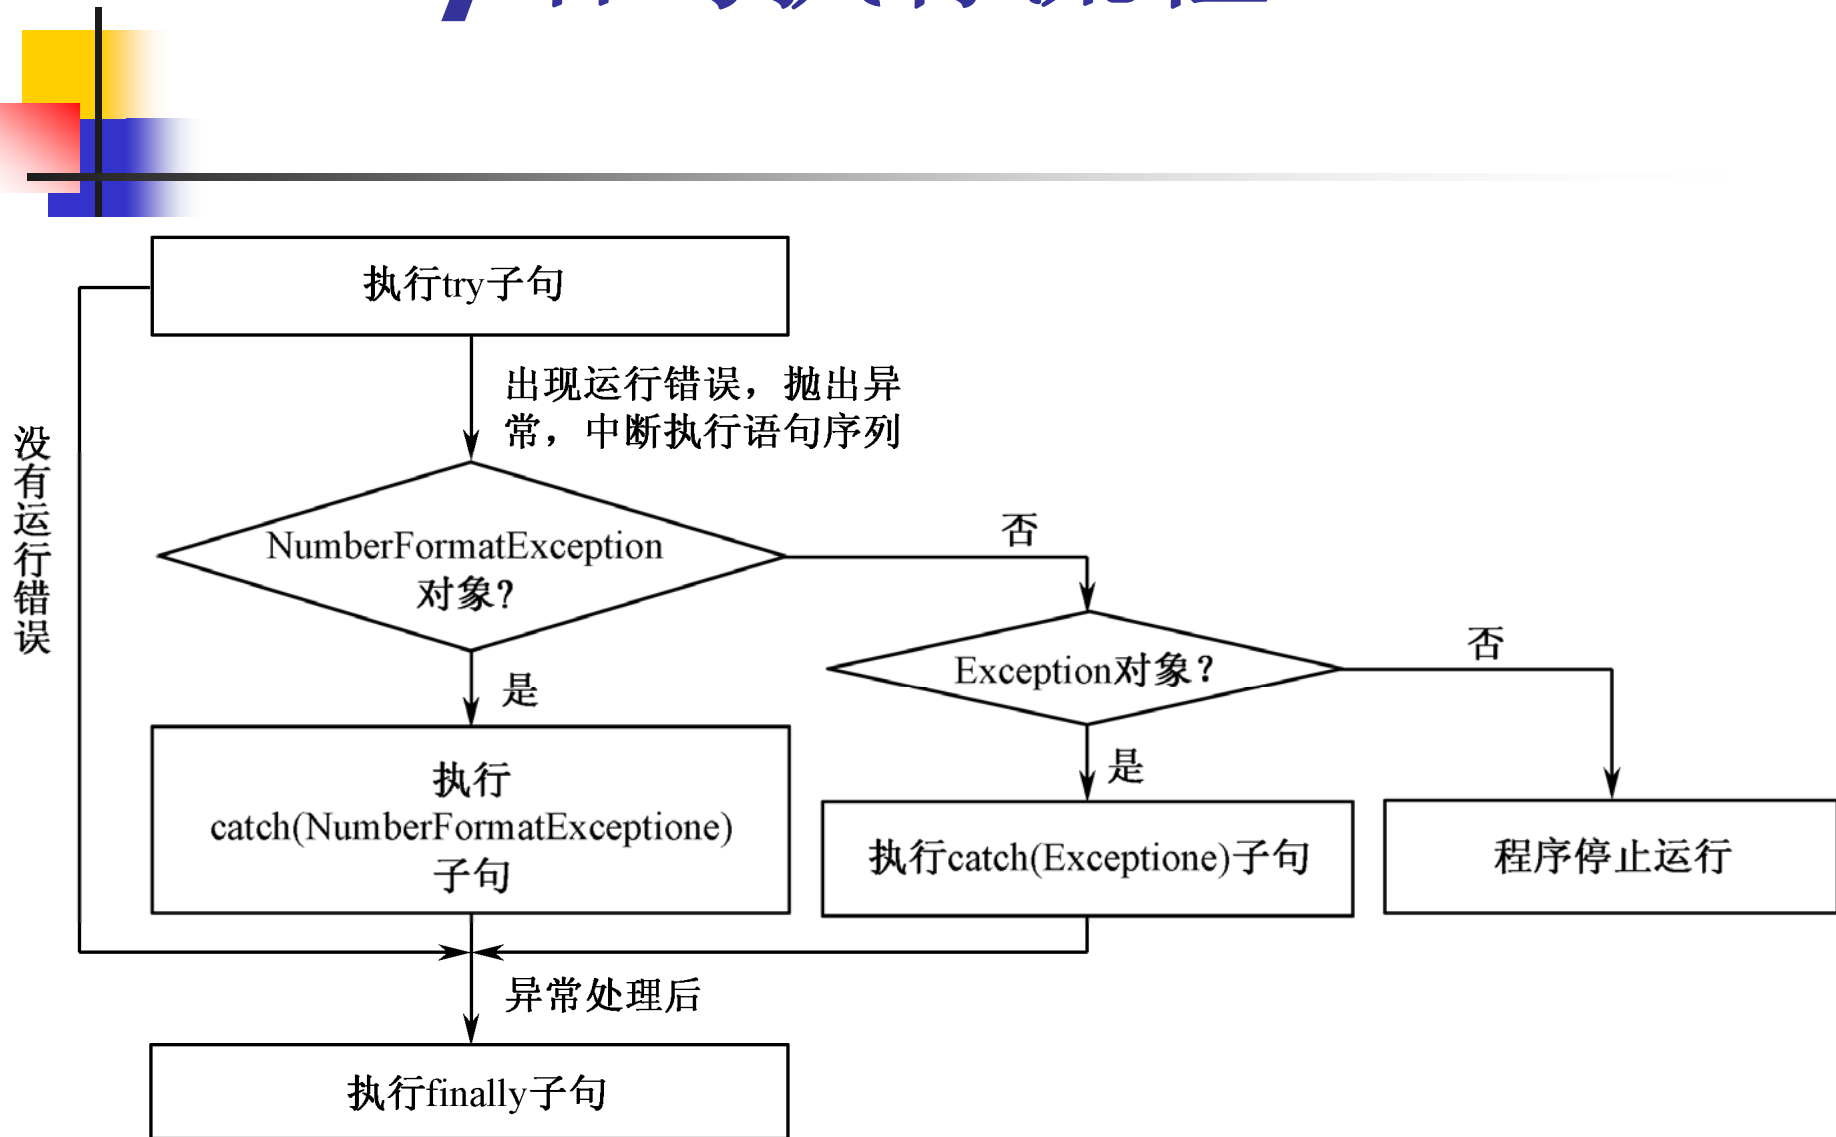 执行try子句
出现运行错误，抛出异
常，中断执行语句序列
没有运行错误
NumberFormatException
对象？
否
Exception对象？
否
是
是
执行
catch(NumberFormatExceptione)
子句
执行catch(Exceptione)子句
程序停止运行
异常处理后
执行finally子句